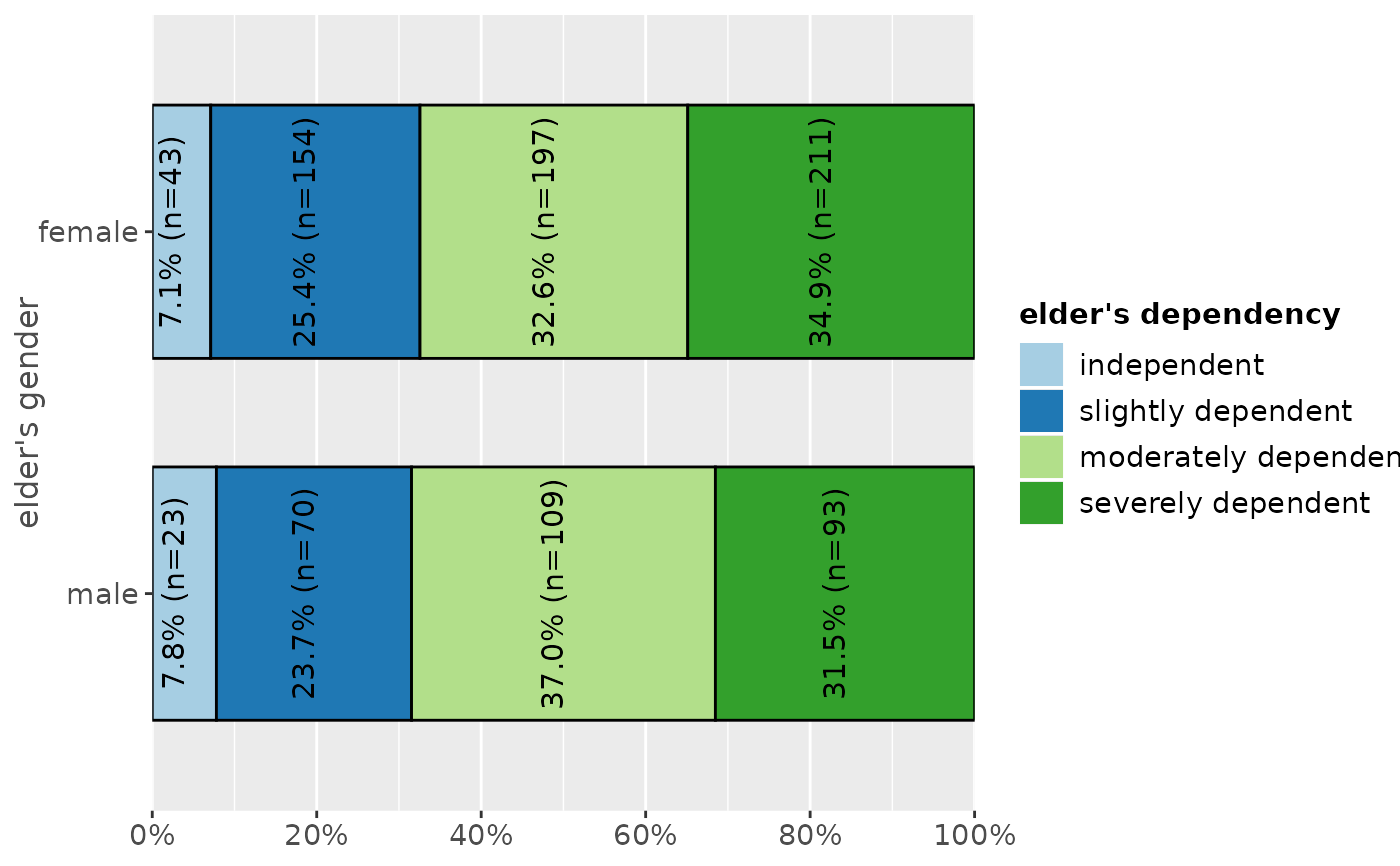 elder's gender
female
7.1% (n=43)
25.4% (n=154)
32.6% (n=197)
34.9% (n=211)
male
7.8% (n=23)
23.7% (n=70)
37.0% (n=109)
31.5% (n=93)
0% 20% 40% 60% 80% 100%
elder's dependency
independent
slightly dependent
moderately dependen
severely dependent